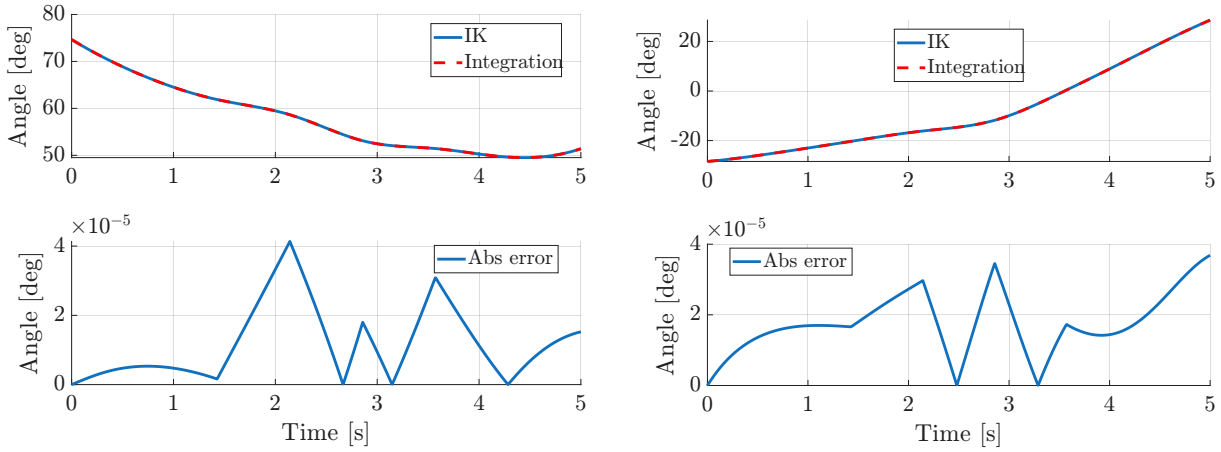 80
70
60
50
Angle [deg]
IK
Integration
0 1 2 3 4 5
20
0
-20
Angle [deg]
IK
Integration
0 1 2 3 4 5
×10⁻⁵
4
2
0
Angle [deg]
Abs error
0 1 2 3 4 5
Time [s]
×10⁻⁵
4
2
0
Angle [deg]
Abs error
0 1 2 3 4 5
Time [s]